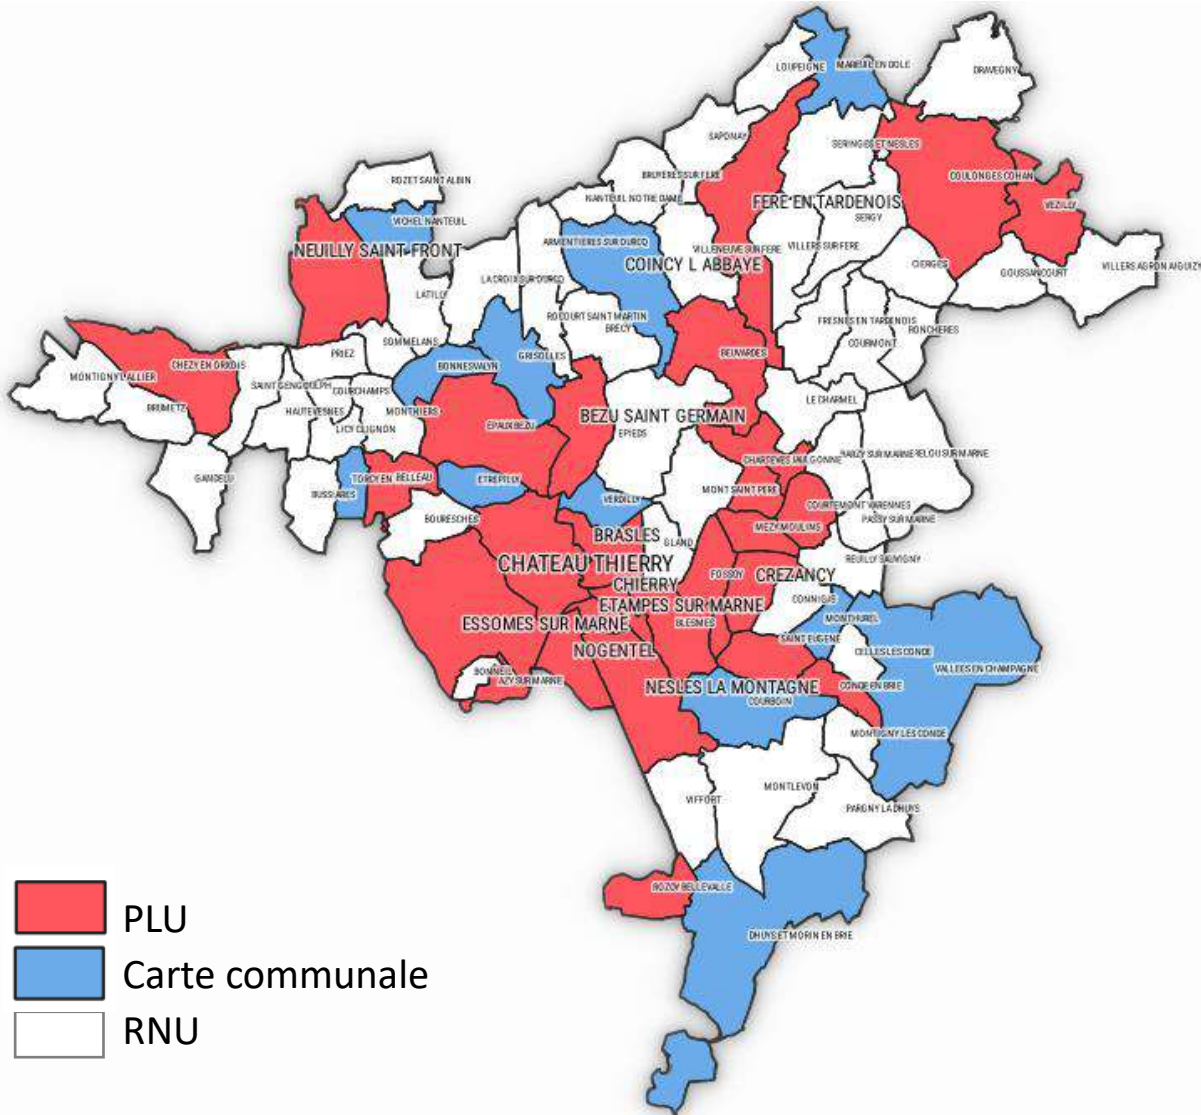 LOUPEIGNE
MAREUIL EN DOLE
DRAVEGNY
SAPONAY
SERINGES ET NESLES
ROZET SAINT ALBIN
BRUYERES SUR FERE
COULONGES COHAN
NANTEUIL NOTRE DAME
FERE EN TARDENOIS
VEZILLY
VICHEL NANTEUIL
SERGY
NEUILLY SAINT FRONT
ARMENTIERES SUR OURCQ
VILLENEUVE SUR FERE
VILLERS SUR FERE
COINCY L ABBAYE
CIERGES
GOUSSANCOURT
VILLERS AGRON AIGUIZY
LA CROIX SUR OURCQ
LATILLY
ROCOURT SAINT MARTIN
FRESNES EN TARDENOIS
BRECY
RONCHERES
SOMMELANS
COURMONT
PRIEZ
BEUVARDES
GRISOLLES
CHEZY EN ORXOIS
BONNESVALYN
MONTIGNY L ALLIER
SAINT GENGOULPH
COURCHAMPS
LE CHARMEL
BRUMETZ
HAUTEVESNES
MONTHIERS
BEZU SAINT GERMAIN
LICY CLIGNON
EPAUX BEZU
EPIEDS
CHARTEVES
JAULGONNE
BARZY SUR MARNE
TORCY EN
BELLEAU
GANDELU
ETREPILLY
MONT SAINT PERE
BUSSIARES
VERDILLY
COURTEMONT VARENNES
BOURESCHES
PASSY SUR MARNE
MEZY MOULINS
BRASLES
GLAND
REUILLY SAUVIGNY
CHATEAU THIERRY
FOSSOY
CREZANCY
CHIERRY
CONNIGIS
ETAMPES SUR MARNE
MONTHUREL
ESSOMES SUR MARNE
BLESMES
SAINT EUGENE
NOGENTEL
CELLES LES CONDE
BONNEIL
VALLEES EN CHAMPAGNE
AZY SUR MARNE
NESLES LA MONTAGNE
CONDE EN BRIE
COURBOIN
MONTIGNY LES CONDE
MONTLEVON
VIFFORT
PARGNY LA DHUYS
ROZOY BELLEVALLE
DHUYS ET MORIN EN BRIE
PLU
Carte communale
RNU